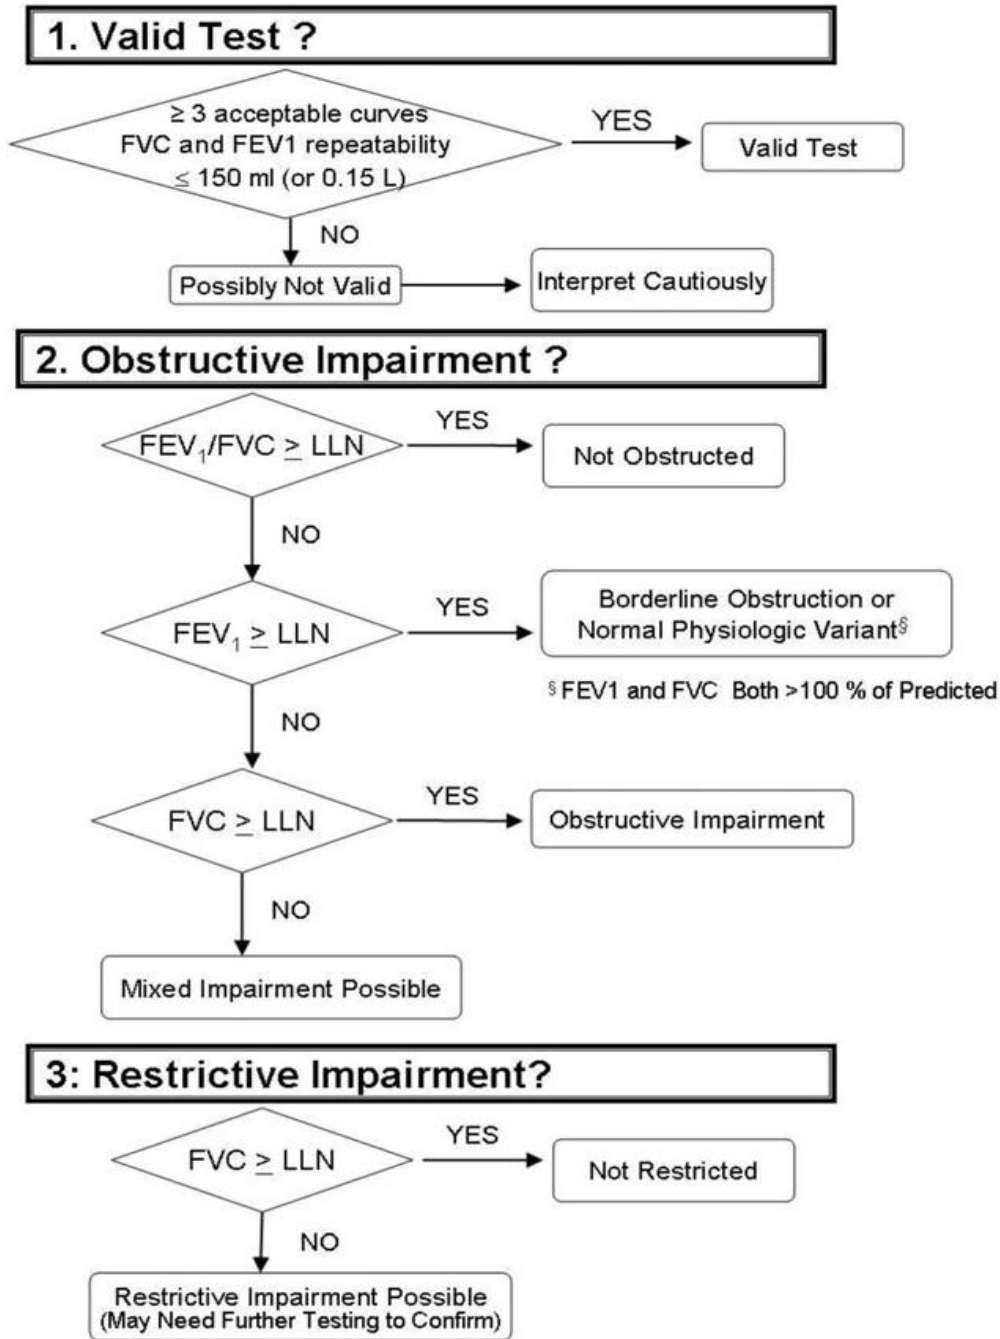 1. Valid Test ?
≥ 3 acceptable curves
FVC and FEV1 repeatability
≤ 150 ml (or 0.15 L)
YES
Valid Test
NO
Possibly Not Valid
Interpret Cautiously
2. Obstructive Impairment ?
FEV₁/FVC ≥ LLN
YES
Not Obstructed
NO
FEV₁ ≥ LLN
YES
Borderline Obstruction or
Normal Physiologic Variant§
§ FEV1 and FVC Both >100 % of Predicted
NO
FVC ≥ LLN
YES
Obstructive Impairment
NO
Mixed Impairment Possible
3: Restrictive Impairment?
FVC ≥ LLN
YES
Not Restricted
NO
Restrictive Impairment Possible
(May Need Further Testing to Confirm)